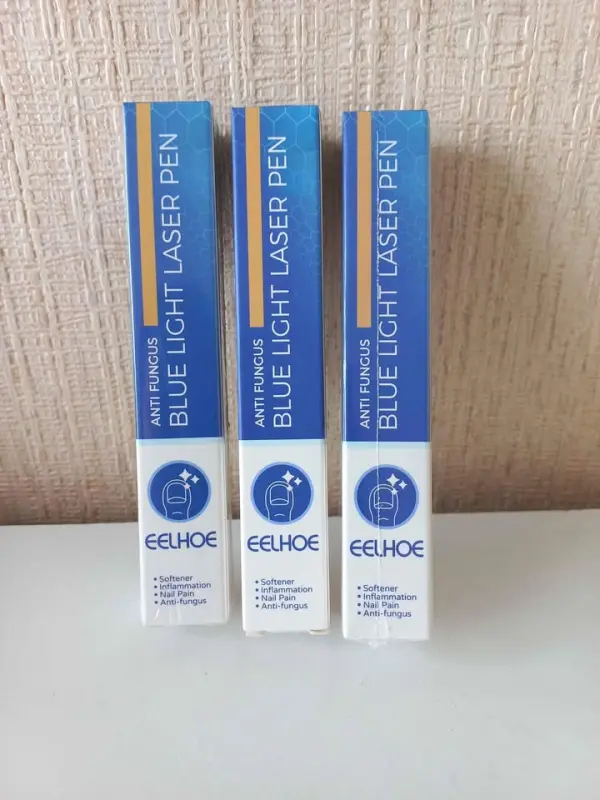 ANTI FUNGUS
BLUE LIGHT LASER PEN
EELHOE
• Softener
• Inflammation
• Nail Pain
• Anti-fungus
ANTI FUNGUS
BLUE LIGHT LASER PEN
EELHOE
• Softener
• Inflammation
• Nail Pain
• Anti-fungus
ANTI FUNGUS
BLUE LIGHT LASER PEN
EELHOE
• Softener
• Inflammation
• Nail Pain
• Anti-fungus